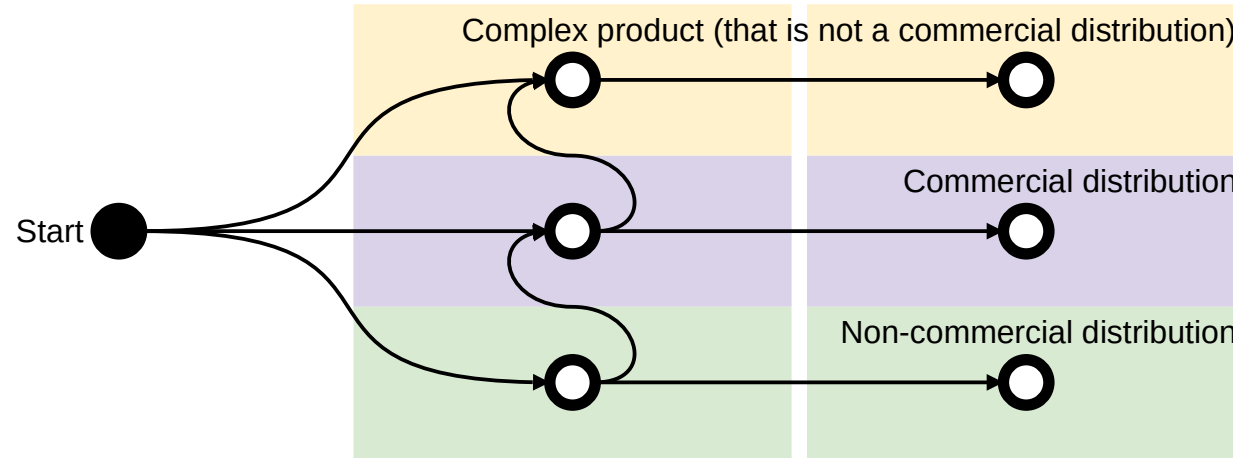 Complex product (that is not a commercial distribution)
Commercial distribution
Start
Non-commercial distribution